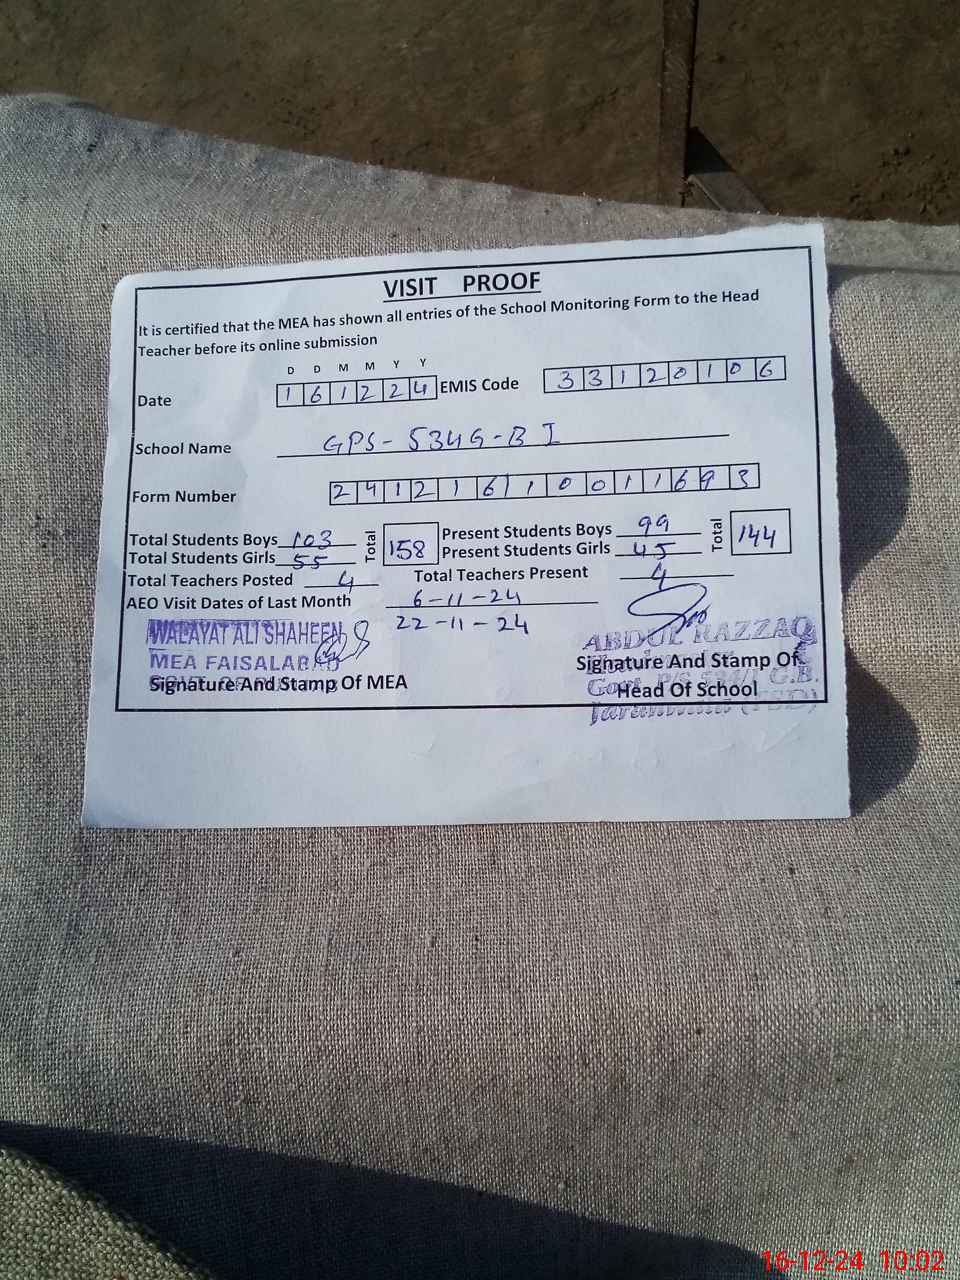 VISIT PROOF
It is certified that the MEA has shown all entries of the School Monitoring Form to the Head
Teacher before its online submission
D D M M Y Y
Date 1 6 1 2 2 4 EMIS Code 3 3 1 2 0 1 0 6
School Name GPS-534G-B I
Form Number 2 4 1 2 1 6 1 1 0 0 1 1 6 9 3
Total Students Boys 103 Total 158 Present Students Boys 99 Total 144
Total Students Girls 55 Present Students Girls 45
Total Teachers Posted 4 Total Teachers Present 4
AEO Visit Dates of Last Month 6-11-24
22-11-24
WALAYAT ALI SHAHEEN
MEA FAISALABAD
Signature And Stamp Of MEA
ABDUL RAZZAQ
Signature And Stamp Of
Govt. P/S 534/1 G.B.
Head Of School
Jaranwala (FSD)
16-12-24 10:02